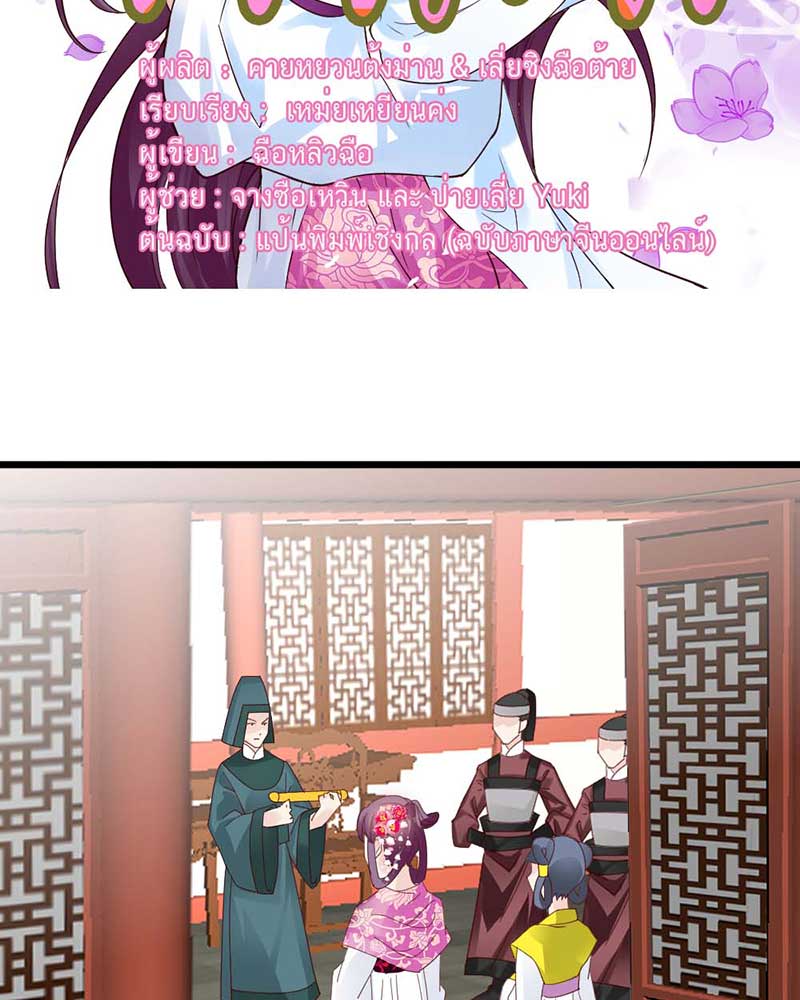 ผู้ผลิต : คายหยวนต้งม่าน & เลี่ยซิงฉือต้าย
เรียบเรียง : เหม่ยเหยียนค่ง
ผู้เขียน : ฉือหลิวฉือ
ผู้ช่วย : จางซือเหวิน และ ป่ายเลี่ย Yuki
ต้นฉบับ : แป้นพิมพ์เชิงกล (ฉบับภาษาจีนออนไลน์)